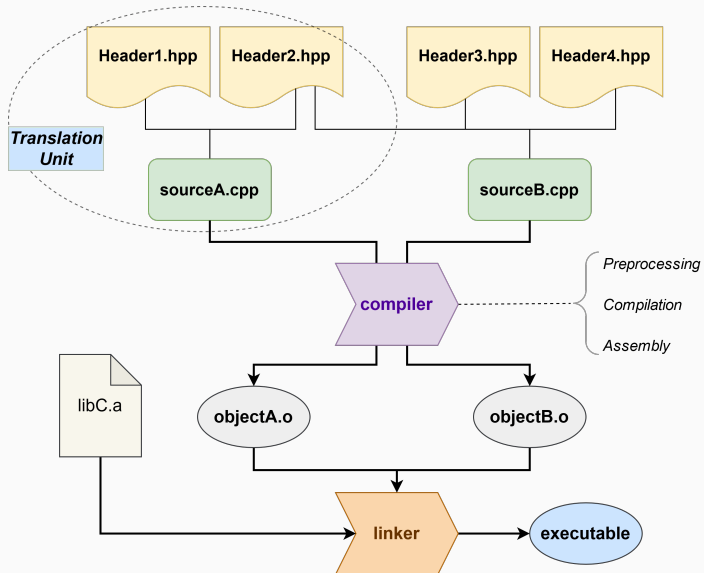 Header1.hpp
Header2.hpp
Header3.hpp
Header4.hpp
Translation
Unit
sourceA.cpp
sourceB.cpp
compiler
Preprocessing
Compilation
Assembly
libC.a
objectA.o
objectB.o
linker
executable